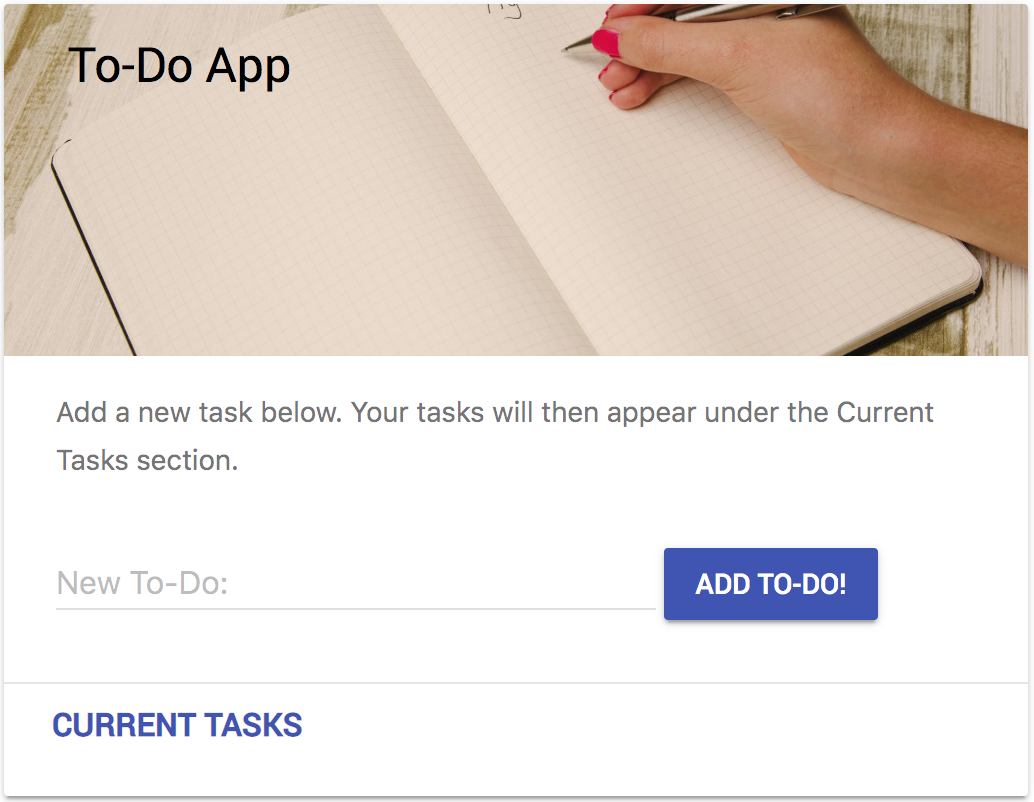 To-Do App
Add a new task below. Your tasks will then appear under the Current
Tasks section.
New To-Do:
ADD TO-DO!
CURRENT TASKS